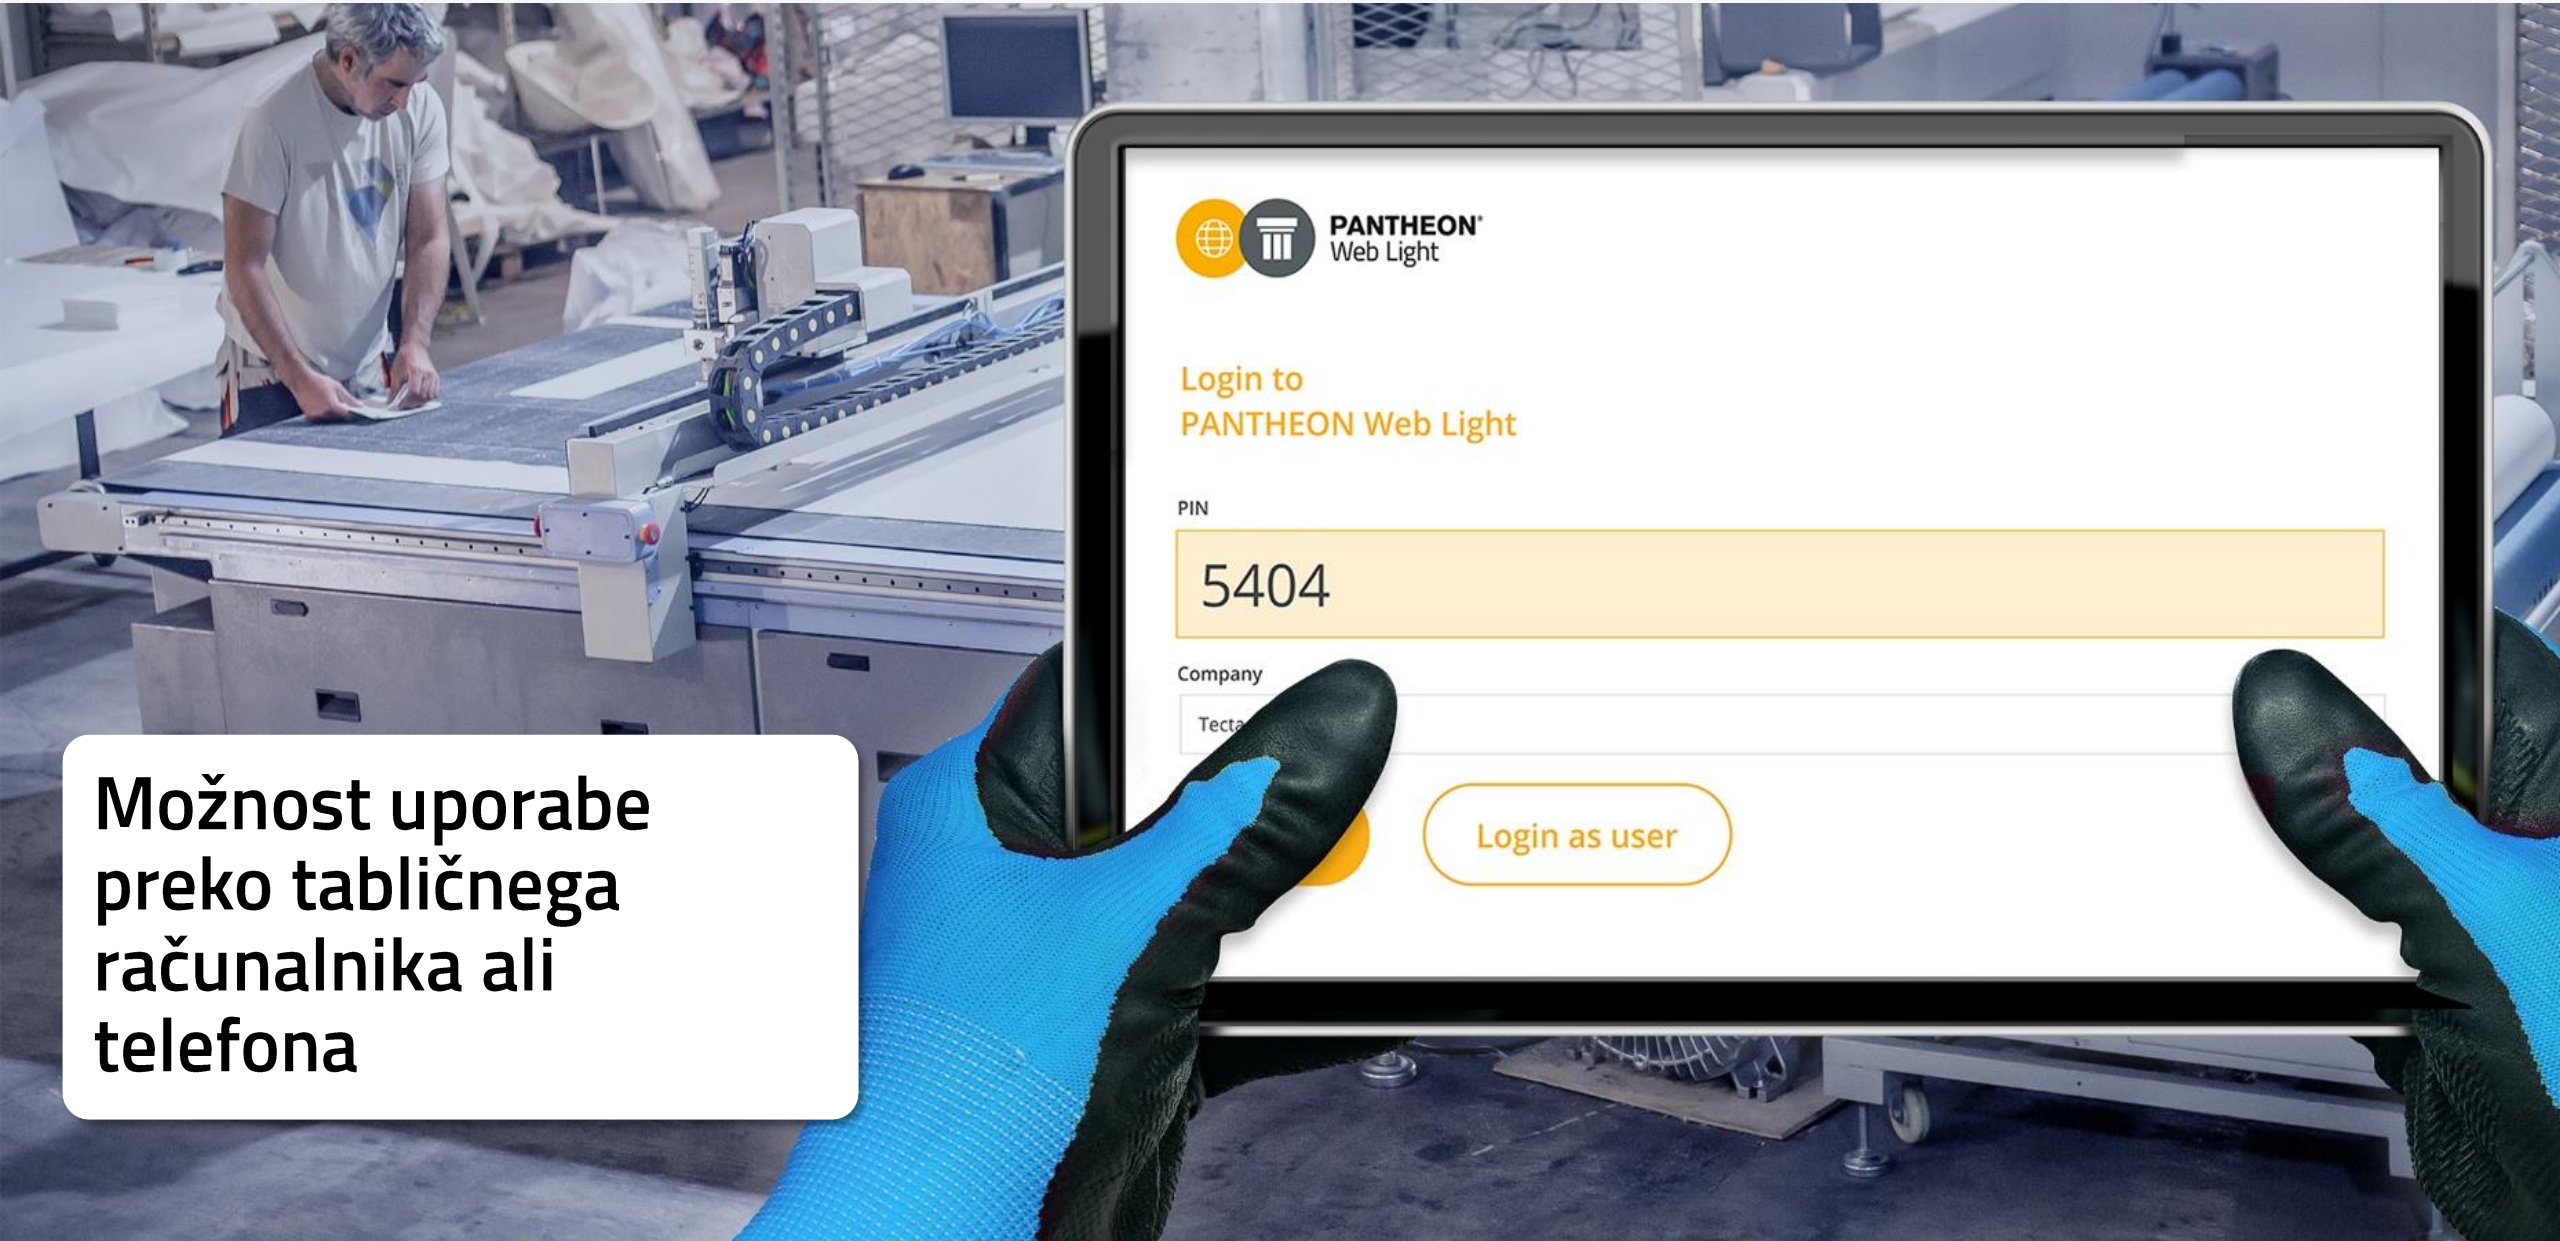 PANTHEON®
Web Light
Login to
PANTHEON Web Light
PIN
5404
Company
Login as user
Možnost uporabe
preko tabličnega
računalnika ali
telefona